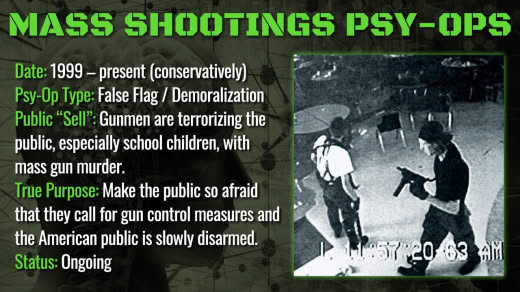 MASS SHOOTINGS PSY-OPS
Date: 1999 – present (conservatively)
Psy-Op Type: False Flag / Demoralization
Public “Sell”: Gunmen are terrorizing the
public, especially school children, with
mass gun murder.
True Purpose: Make the public so afraid
that they call for gun control measures and
the American public is slowly disarmed.
Status: Ongoing
1. 11:57:20:63 AM